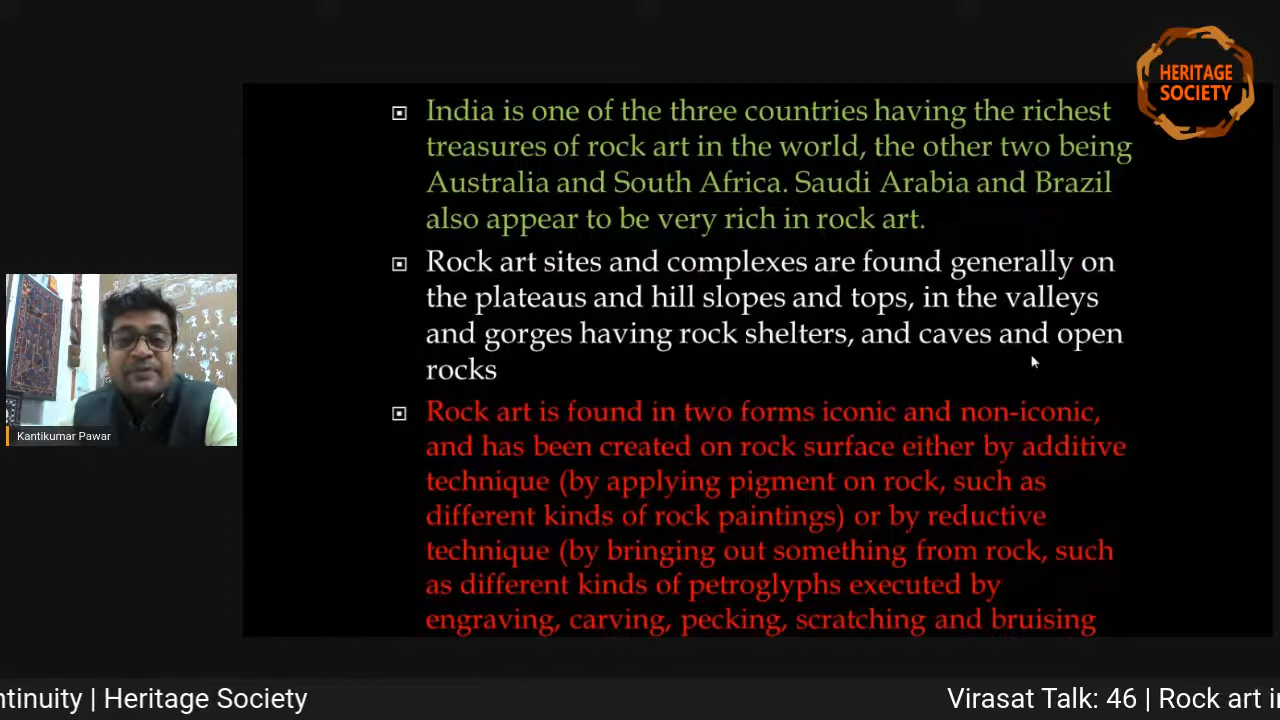 HERITAGE
SOCIETY
India is one of the three countries having the richest
treasures of rock art in the world, the other two being
Australia and South Africa. Saudi Arabia and Brazil
also appear to be very rich in rock art.
Rock art sites and complexes are found generally on
the plateaus and hill slopes and tops, in the valleys
and gorges having rock shelters, and caves and open
rocks
Rock art is found in two forms iconic and non-iconic,
and has been created on rock surface either by additive
technique (by applying pigment on rock, such as
different kinds of rock paintings) or by reductive
technique (by bringing out something from rock, such
as different kinds of petroglyphs executed by
engraving, carving, pecking, scratching and bruising
Kantikumar Pawar
ntinuity | Heritage Society
Virasat Talk: 46 | Rock art i